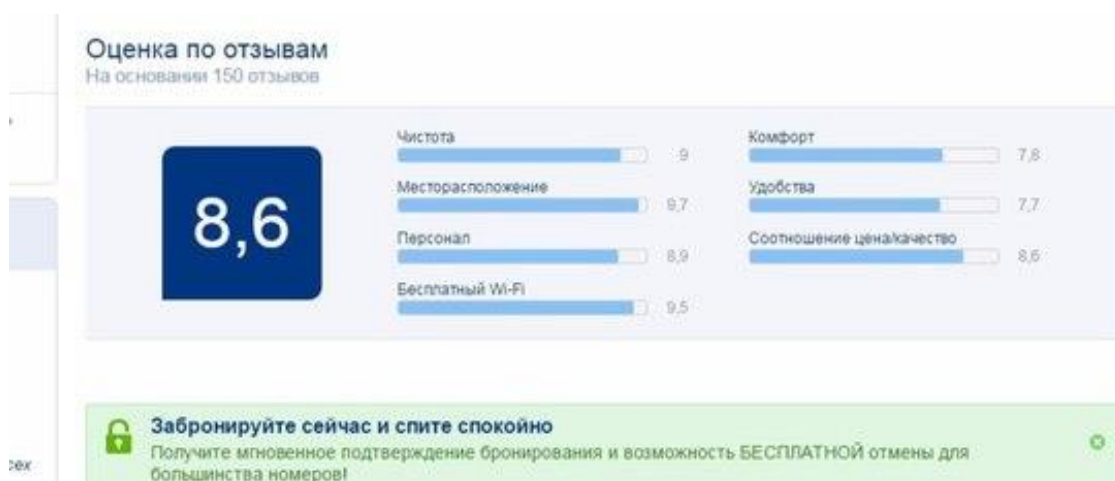 Оценка по отзывам
На основании 150 отзывов
8,6
Чистота
9
Месторасположение
9,7
Персонал
8,9
Бесплатный Wi-Fi
9,5
Комфорт
7,8
Удобства
7,7
Соотношение цена/качество
8,6
Забронируйте сейчас и спите спокойно
Получите мгновенное подтверждение бронирования и возможность БЕСПЛАТНОЙ отмены для
большинства номеров!